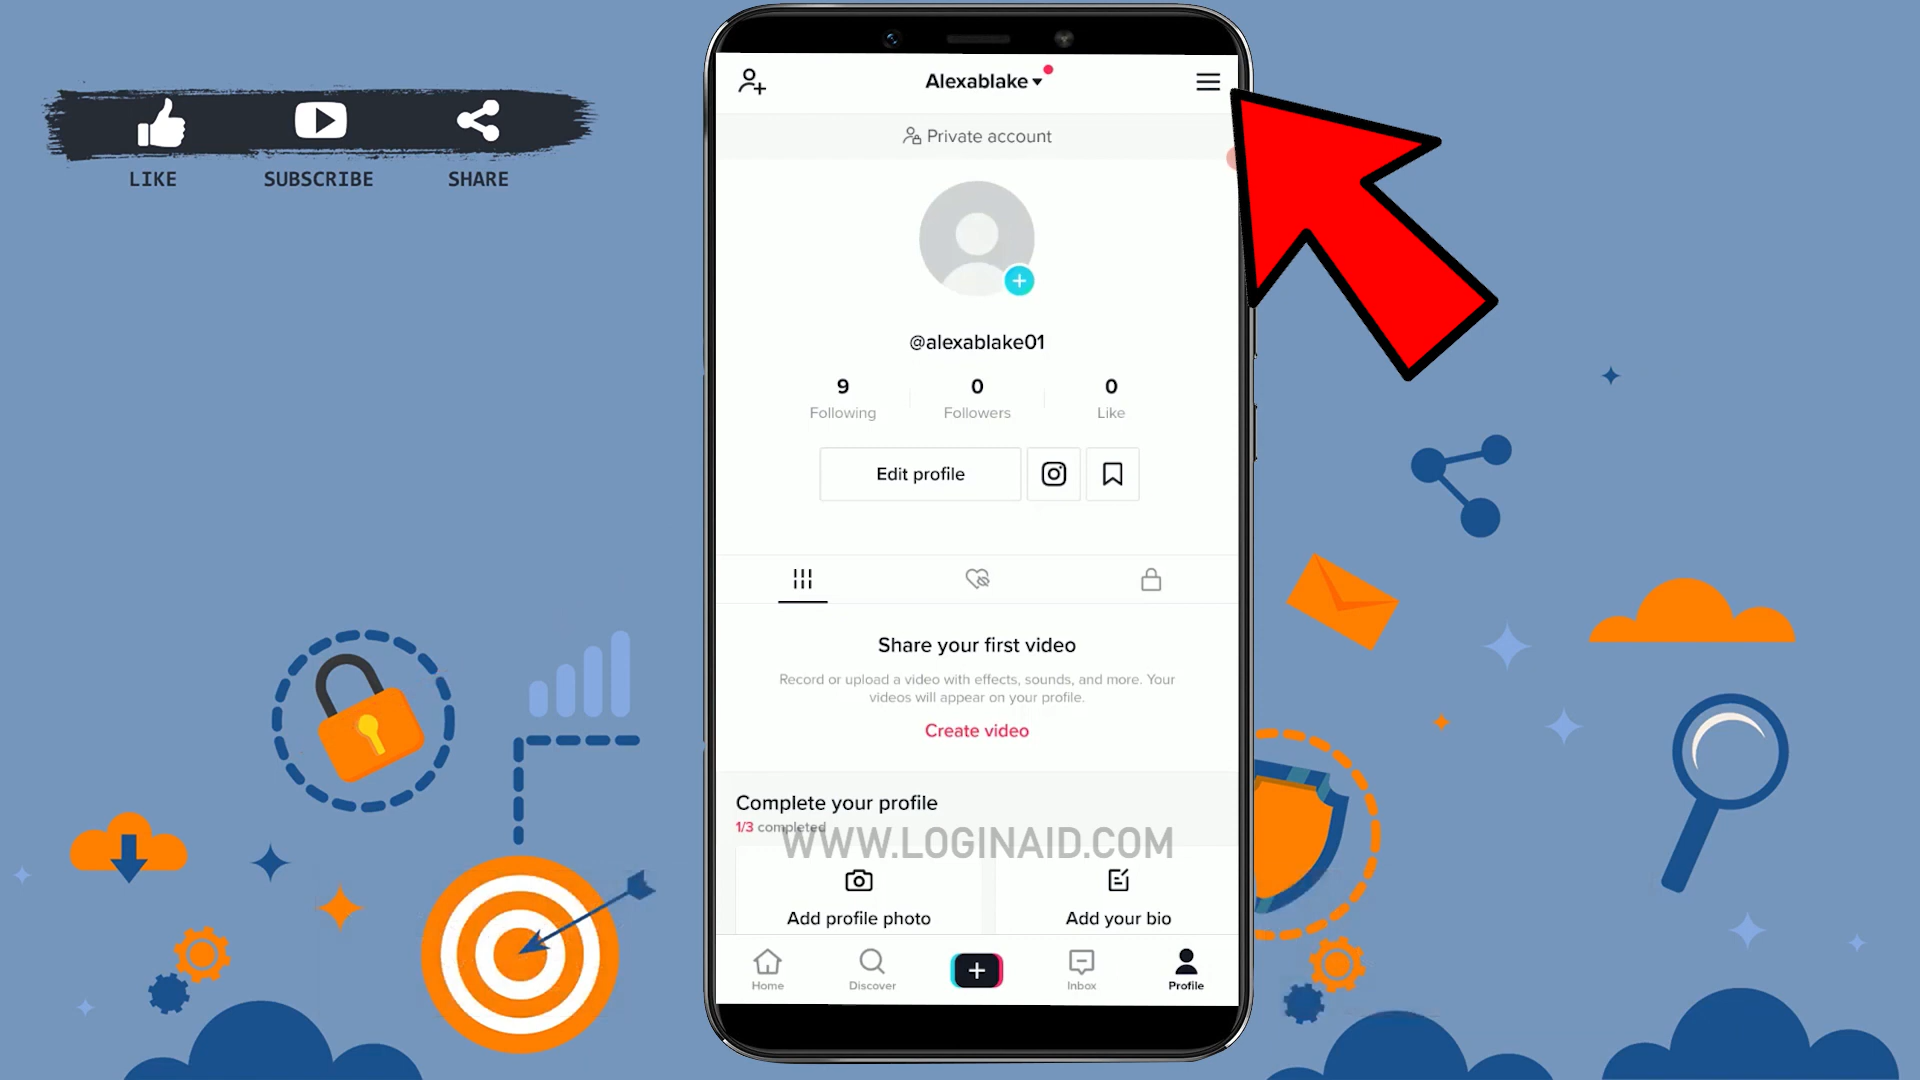 LIKE SUBSCRIBE SHARE
Alexablake
Private account
@alexablake01
9 0 0
Following Followers Like
Edit profile
Share your first video
Record or upload a video with effects, sounds, and more. Your
videos will appear on your profile.
Create video
Complete your profile
1/3 completed
WWW.LOGINAID.COM
Add profile photo Add your bio
Home Discover Inbox Profile